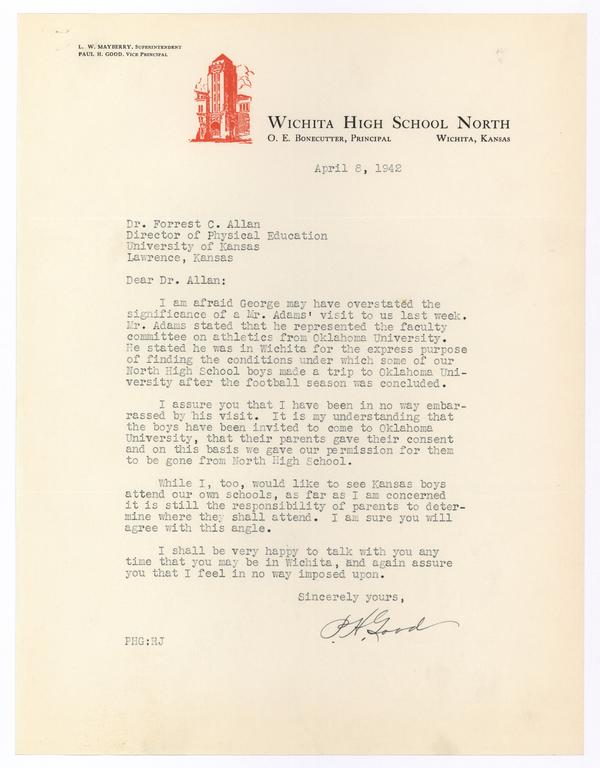 L. W. MAYBERRY, SUPERINTENDENT
PAUL H. GOOD, VICE PRINCIPAL
WICHITA HIGH SCHOOL NORTH
O. E. BONECUTTER, PRINCIPAL WICHITA, KANSAS
April 8, 1942
Dr. Forrest C. Allan
Director of Physical Education
University of Kansas
Lawrence, Kansas
Dear Dr. Allan:
I am afraid George may have overstated the
significance of a Mr. Adams' visit to us last week.
Mr. Adams stated that he represented the faculty
committee on athletics from Oklahoma University.
He stated he was in Wichita for the express purpose
of finding the conditions under which some of our
North High School boys made a trip to Oklahoma Uni-
versity after the football season was concluded.
I assure you that I have been in no way embar-
rassed by his visit. It is my understanding that
the boys have been invited to come to Oklahoma
University, that their parents gave their consent
and on this basis we gave our permission for them
to be gone from North High School.
While I, too, would like to see Kansas boys
attend our own schools, as far as I am concerned
it is still the responsibility of parents to deter-
mine where they shall attend. I am sure you will
agree with this angle.
I shall be very happy to talk with you any
time that you may be in Wichita, and again assure
you that I feel in no way imposed upon.
Sincerely yours,
P. H. Good
PHG:RJ